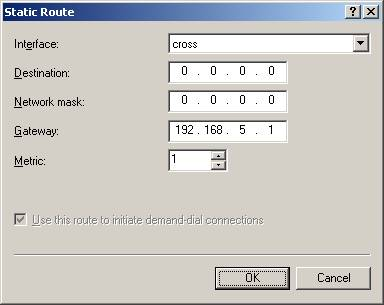 Static Route
Interface: cross
Destination: 0 . 0 . 0 . 0
Network mask: 0 . 0 . 0 . 0
Gateway: 192 . 168 . 5 . 1
Metric: 1
Use this route to initiate demand-dial connections
OK Cancel